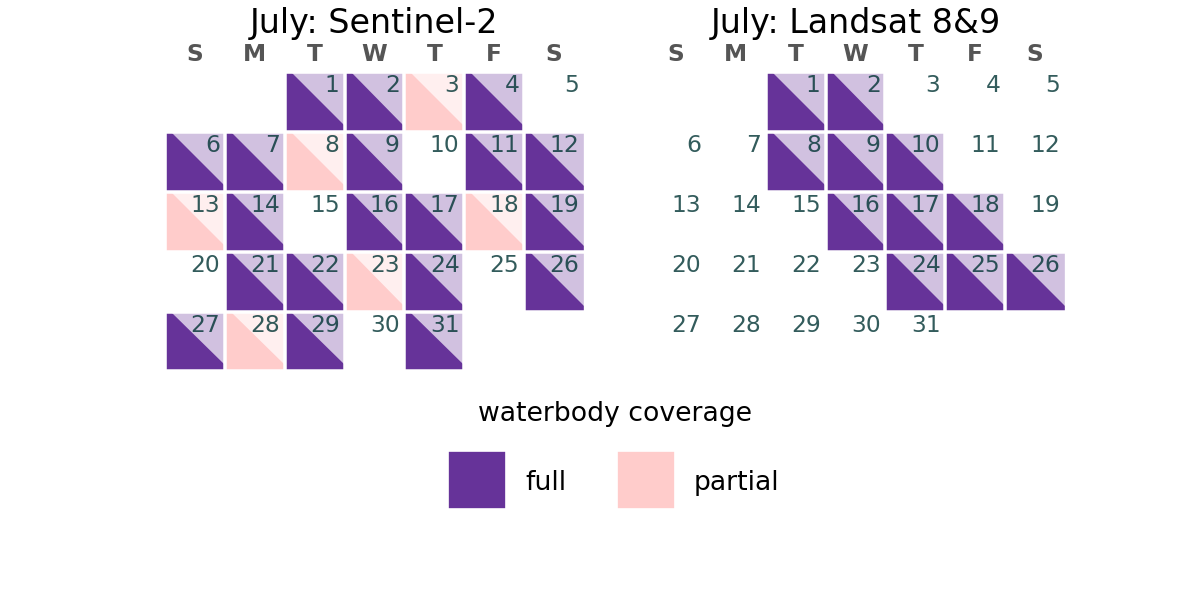 July: Sentinel-2
S M T W T F S
1 2 3 4 5
6 7 8 9 10 11 12
13 14 15 16 17 18 19
20 21 22 23 24 25 26
27 28 29 30 31
July: Landsat 8&9
S M T W T F S
1 2 3 4 5
6 7 8 9 10 11 12
13 14 15 16 17 18 19
20 21 22 23 24 25 26
27 28 29 30 31
waterbody coverage
full partial